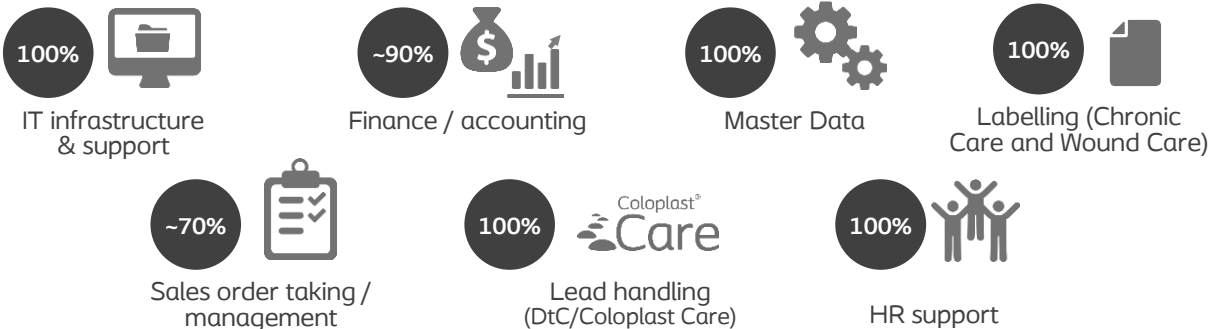 100%
IT infrastructure
& support
~90%
$
Finance / accounting
100%
Master Data
100%
Labelling (Chronic
Care and Wound Care)
~70%
Sales order taking /
management
100%
Coloplast®
Care
Lead handling
(DtC/Coloplast Care)
100%
HR support